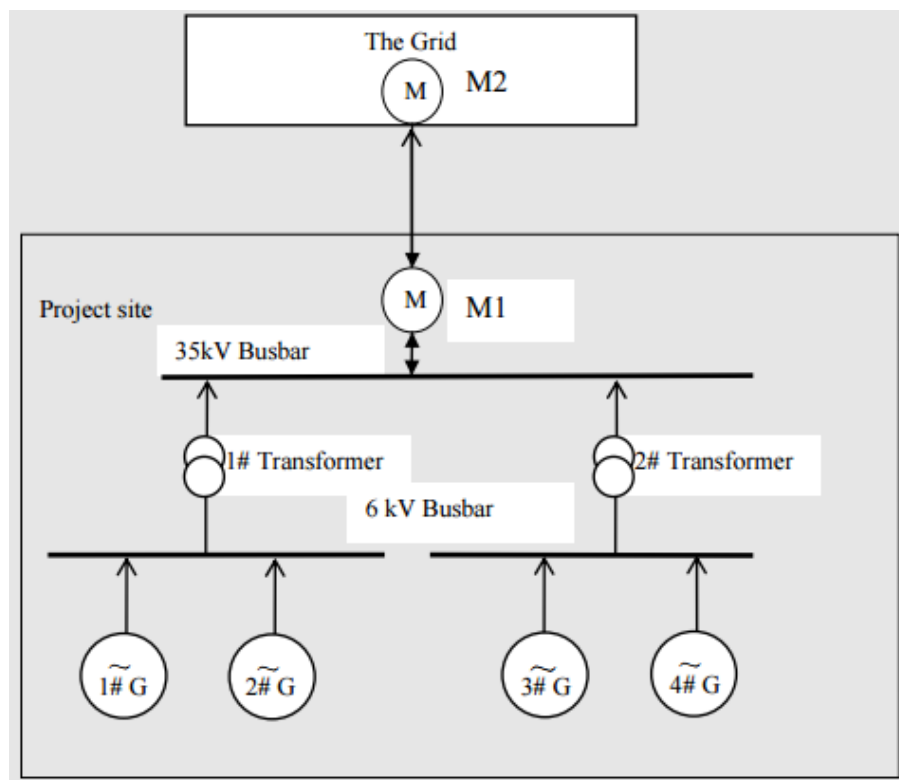 The Grid
M
M2
M
M1
Project site
35kV Busbar
1# Transformer
2# Transformer
6 kV Busbar
~
1# G
~
2# G
~
3# G
~
4# G